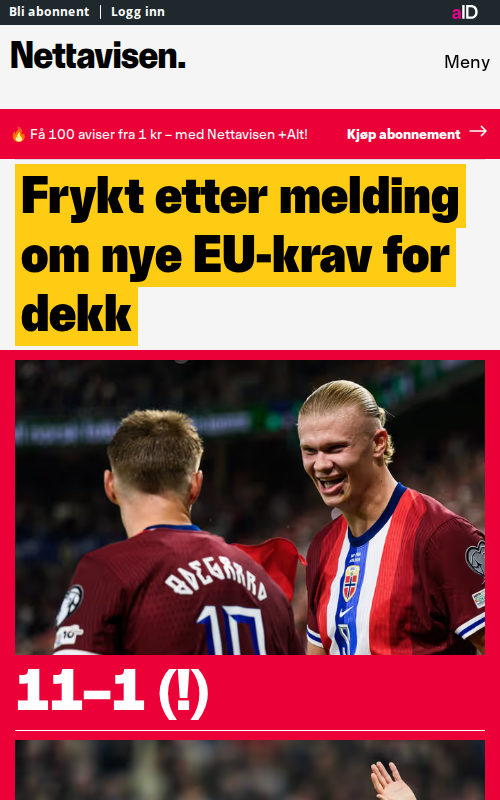 Bli abonnent
Logg inn
aID
Nettavisen.
Meny
🔥 Få 100 aviser fra 1 kr – med Nettavisen +Alt!
Kjøp abonnement →
Frykt etter melding
om nye EU-krav for
dekk
ØDEGAARD
10
11–1 (!)